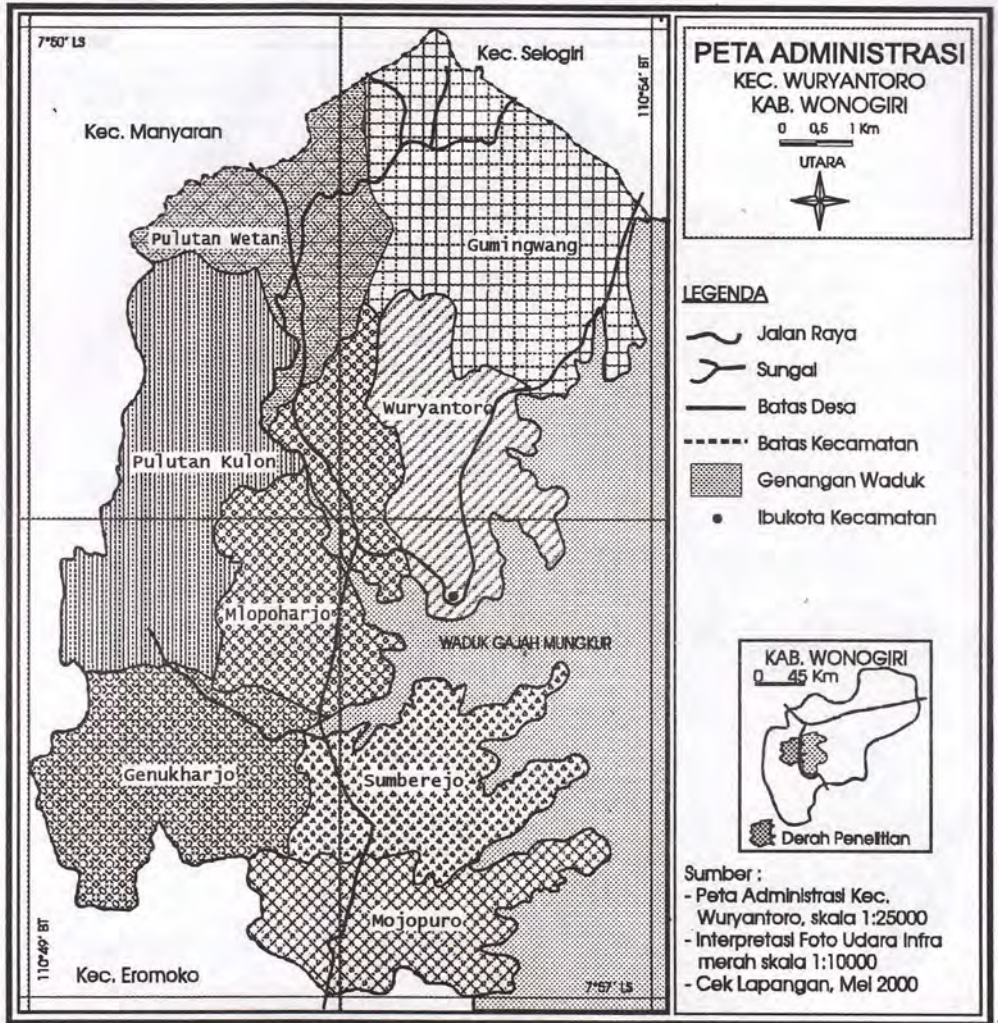 7°50' LS
Kec. Selogiri
110°54' BT
Kec. Manyaran
Pulutan Wetan
Gumingwang
Wuryantoro
Pulutan Kulon
Mlopoharjo
WADUK GAJAH MUNGKUR
Genukharjo
Sumberejo
Mojopuro
110°49' BT
Kec. Eromoko
7°57' LS
PETA ADMINISTRASI
KEC. WURYANTORO
KAB. WONOGIRI
0 0,5 1 Km
UTARA
LEGENDA
Jalan Raya
Sungai
Batas Desa
Batas Kecamatan
Genangan Waduk
Ibukota Kecamatan
KAB. WONOGIRI
0 45 Km
Derah Penelitian
Sumber :
- Peta Administrasi Kec.
Wuryantoro, skala 1:25000
- Interpretasi Foto Udara Infra
merah skala 1:10000
- Cek Lapangan, Mei 2000